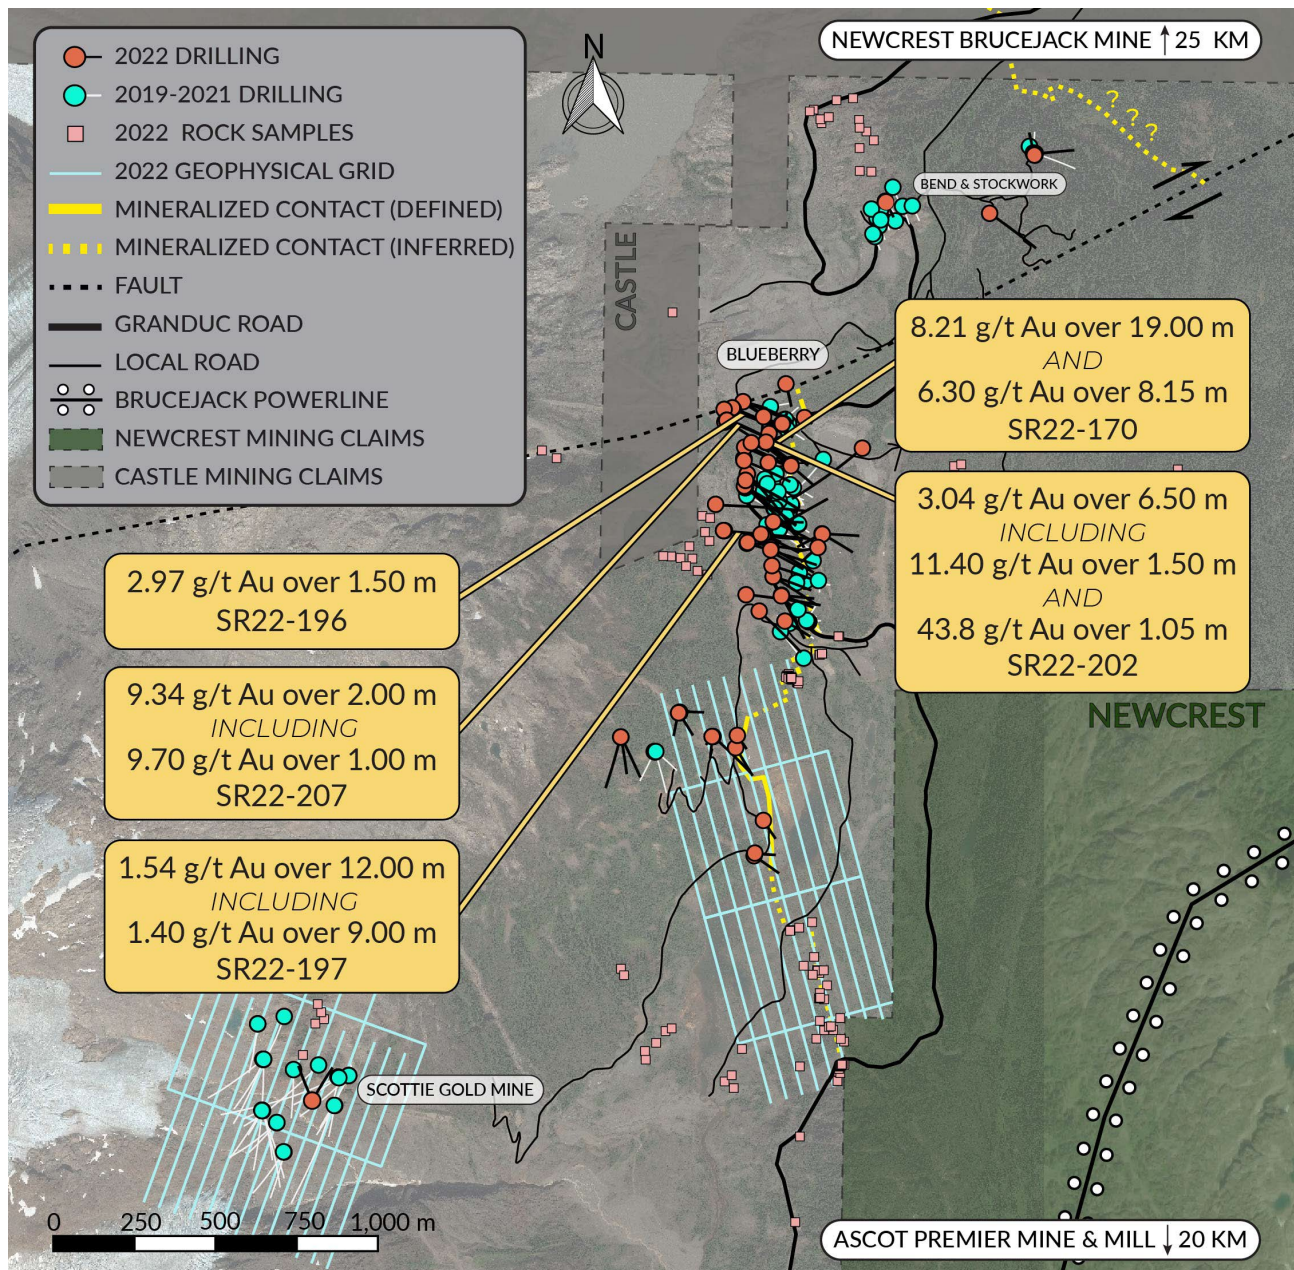 2022 DRILLING
2019-2021 DRILLING
2022 ROCK SAMPLES
2022 GEOPHYSICAL GRID
MINERALIZED CONTACT (DEFINED)
MINERALIZED CONTACT (INFERRED)
FAULT
GRANDUC ROAD
LOCAL ROAD
BRUCEJACK POWERLINE
NEWCREST MINING CLAIMS
CASTLE MINING CLAIMS
N
NEWCREST BRUCEJACK MINE ↑ 25 KM
? ? ?
BEND & STOCKWORK
CASTLE
BLUEBERRY
8.21 g/t Au over 19.00 m
AND
6.30 g/t Au over 8.15 m
SR22-170
3.04 g/t Au over 6.50 m
INCLUDING
11.40 g/t Au over 1.50 m
AND
43.8 g/t Au over 1.05 m
SR22-202
2.97 g/t Au over 1.50 m
SR22-196
9.34 g/t Au over 2.00 m
INCLUDING
9.70 g/t Au over 1.00 m
SR22-207
1.54 g/t Au over 12.00 m
INCLUDING
1.40 g/t Au over 9.00 m
SR22-197
NEWCREST
SCOTTIE GOLD MINE
0 250 500 750 1,000 m
ASCOT PREMIER MINE & MILL ↓ 20 KM